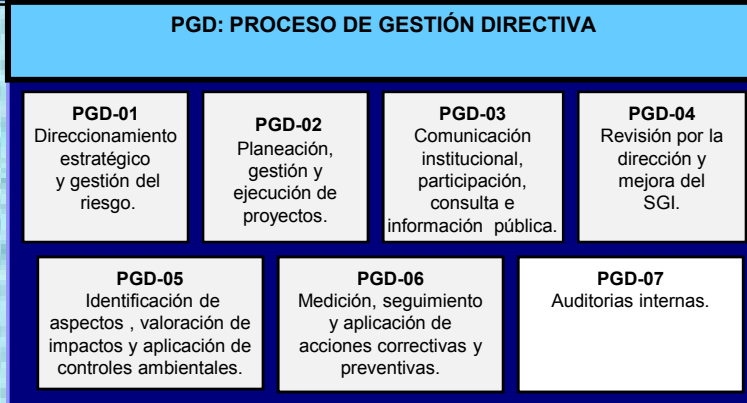 PGD: PROCESO DE GESTIÓN DIRECTIVA
PGD-01
Direccionamiento
estratégico
y gestión del
riesgo.
PGD-02
Planeación,
gestión y
ejecución de
proyectos.
PGD-03
Comunicación
institucional,
participación,
consulta e
información pública.
PGD-04
Revisión por la
dirección y
mejora del
SGI.
PGD-05
Identificación de
aspectos , valoración de
impactos y aplicación de
controles ambientales.
PGD-06
Medición, seguimiento
y aplicación de
acciones correctivas y
preventivas.
PGD-07
Auditorias internas.